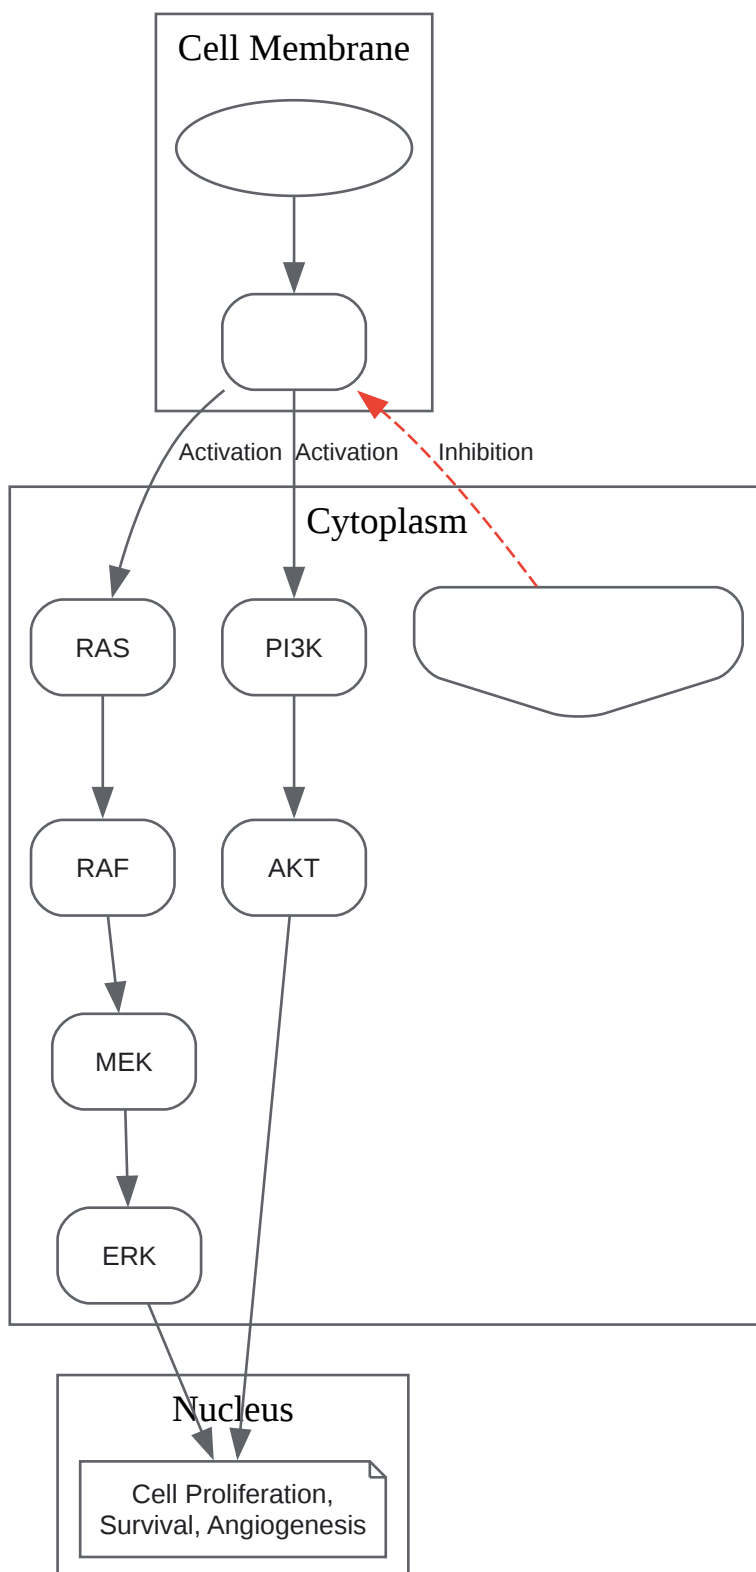 Cell Membrane
Activation
Activation
Inhibition
Cytoplasm
RAS
PI3K
RAF
AKT
MEK
ERK
Nucleus
Cell Proliferation,
Survival, Angiogenesis